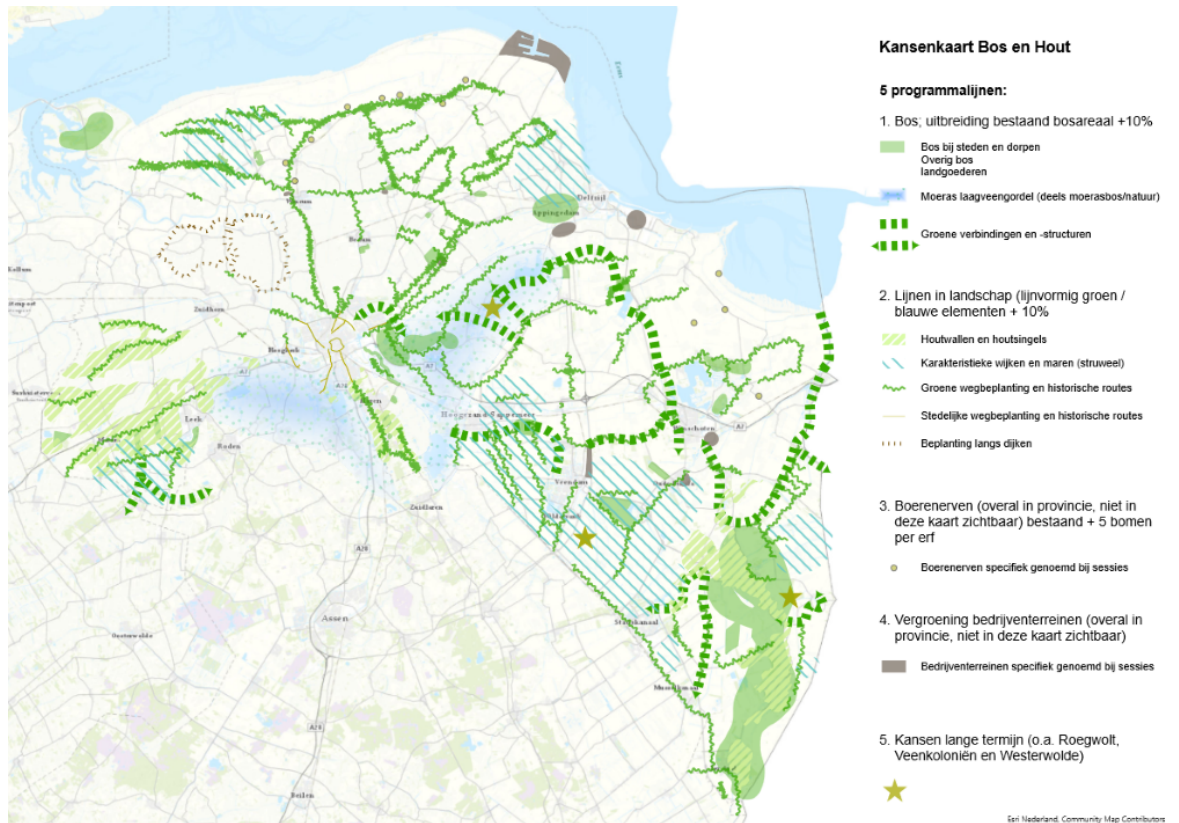 Kansenkaart Bos en Hout
5 programmalijnen:
1. Bos; uitbreiding bestaand bosareaal +10%
Bos bij steden en dorpen
Overig bos
landgoederen
Moeras laagveengordel (deels moerasbos/natuur)
Groene verbindingen en -structuren
2. Lijnen in landschap (lijnvormig groen /
blauwe elementen + 10%
Houtwallen en houtsingels
Karakteristieke wijken en maren (struweel)
Groene wegbeplanting en historische routes
Stedelijke wegbeplanting en historische routes
Beplanting langs dijken
3. Boerenerven (overal in provincie, niet in
deze kaart zichtbaar) bestaand + 5 bomen
per erf
Boerenerven specifiek genoemd bij sessies
4. Vergroening bedrijventerreinen (overal in
provincie, niet in deze kaart zichtbaar)
Bedrijventerreinen specifiek genoemd bij sessies
5. Kansen lange termijn (o.a. Roegwolt,
Veenkoloniën en Westerwolde)
Esri Nederland, Community Map Contributors
Delfzijl
Appingedam
Zuidhorn
Hoogkerk
A7
Leek
Roden
Hoogezand-Sappemeer
A7
Veendam
Zuidlaren
A28
Assen
Oosterwolde
Stadskanaal
Beilen